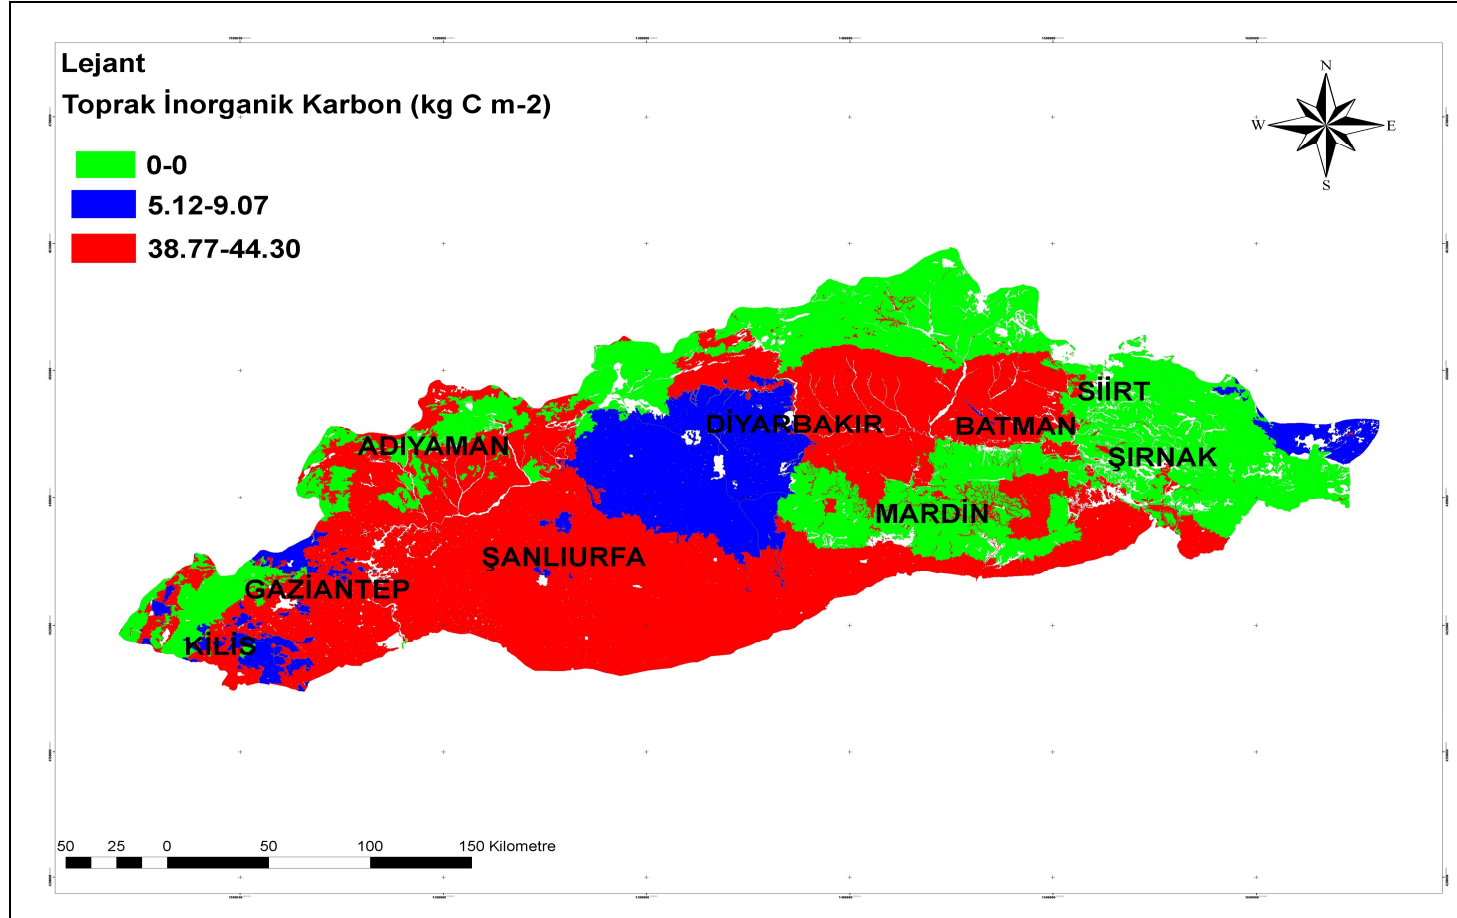 Lejant
Toprak İnorganik Karbon (kg C m-2)
0-0
5.12-9.07
38.77-44.30
N
W E
S
SİİRT
DİYARBAKIR
BATMAN
ADIYAMAN
ŞIRNAK
MARDİN
ŞANLIURFA
GAZİANTEP
KİLİS
50 25 0 50 100 150 Kilometre